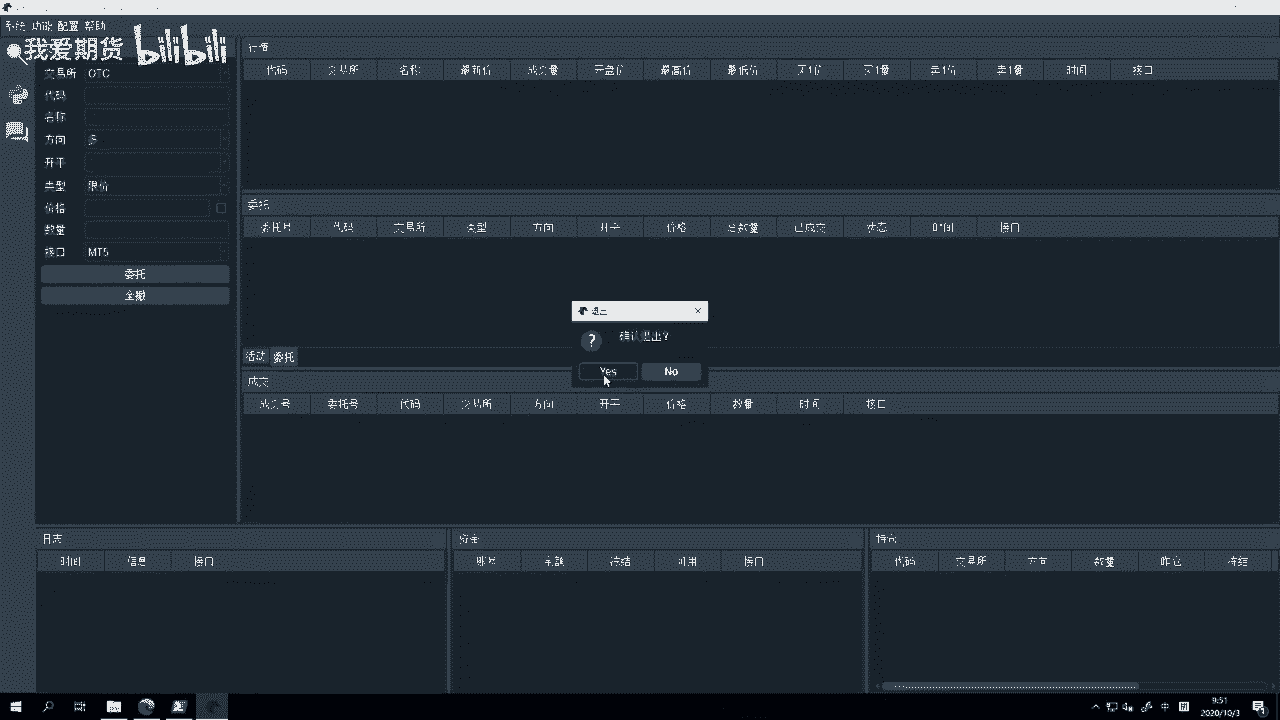 系统 功能 配置 帮助
我爱期货 bilibili
交易所 OTC
代码
名称
方向 多
开平
类型 限价
价格
数量
接口 MT5
委托
全撤
行情
代码 交易所 名称 最新价 成交量 开盘价 最高价 最低价 买1价 买1量 卖1价 卖1量 时间 接口
委托
委托号 代码 交易所 类型 方向 开平 价格 总数量 已成交 状态 时间 接口
退出
确认退出?
Yes No
活动 委托
成交
成交号 委托号 代码 交易所 方向 开平 价格 数量 时间 接口
日志
时间 信息 接口
资金
账号 余额 冻结 可用 接口
持仓
代码 交易所 方向 数量 昨仓 冻结
中
9:51